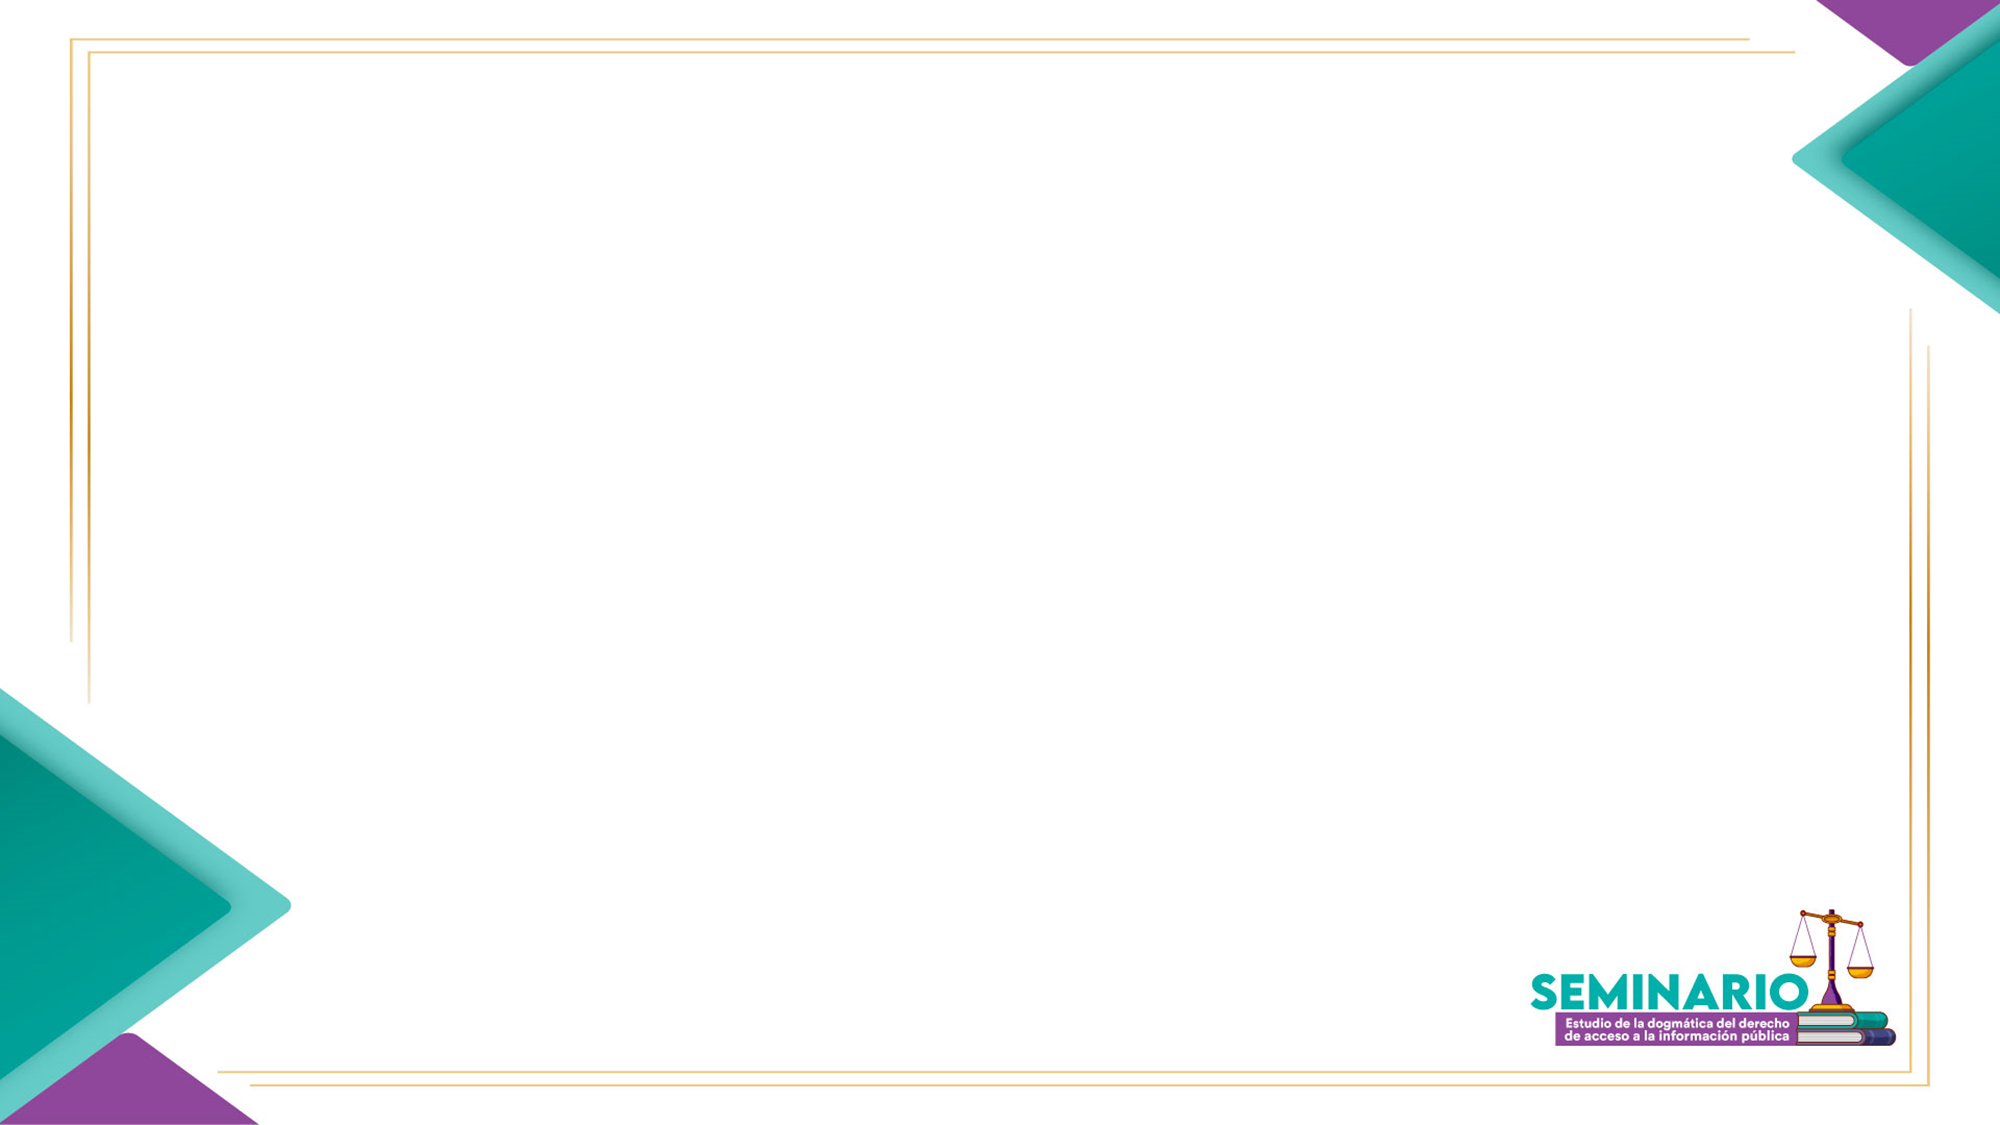 SEMINARIO
Estudio de la dogmática del derecho
de acceso a la información pública